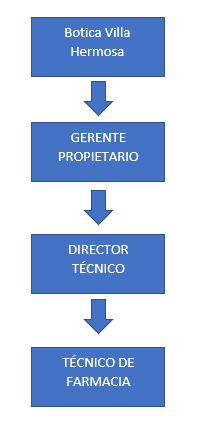 Botica Villa
Hermosa
GERENTE
PROPIETARIO
DIRECTOR
TÉCNICO
TÉCNICO DE
FARMACIA